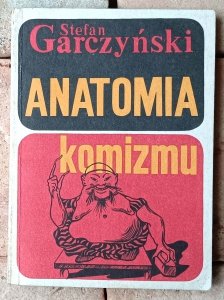 Stefan
Garczyński
ANATOMIA
komizmu